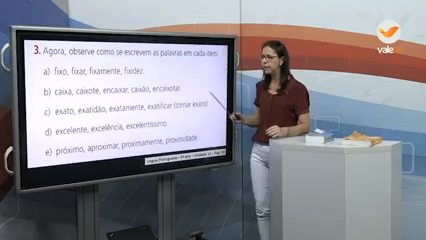 3. Agora, observe como se escrevem as palavras em cada item:
a) fixo, fixar, fixamente, fixidez.
b) caixa, caixote, encaixar, caixão, encaixotar.
c) exato, exatidão, exatamente, exatificar (tornar exato)
d) excelente, excelência, excelentíssimo.
e) próximo, aproximar, proximamente, proximidade.
Língua Portuguesa
vale